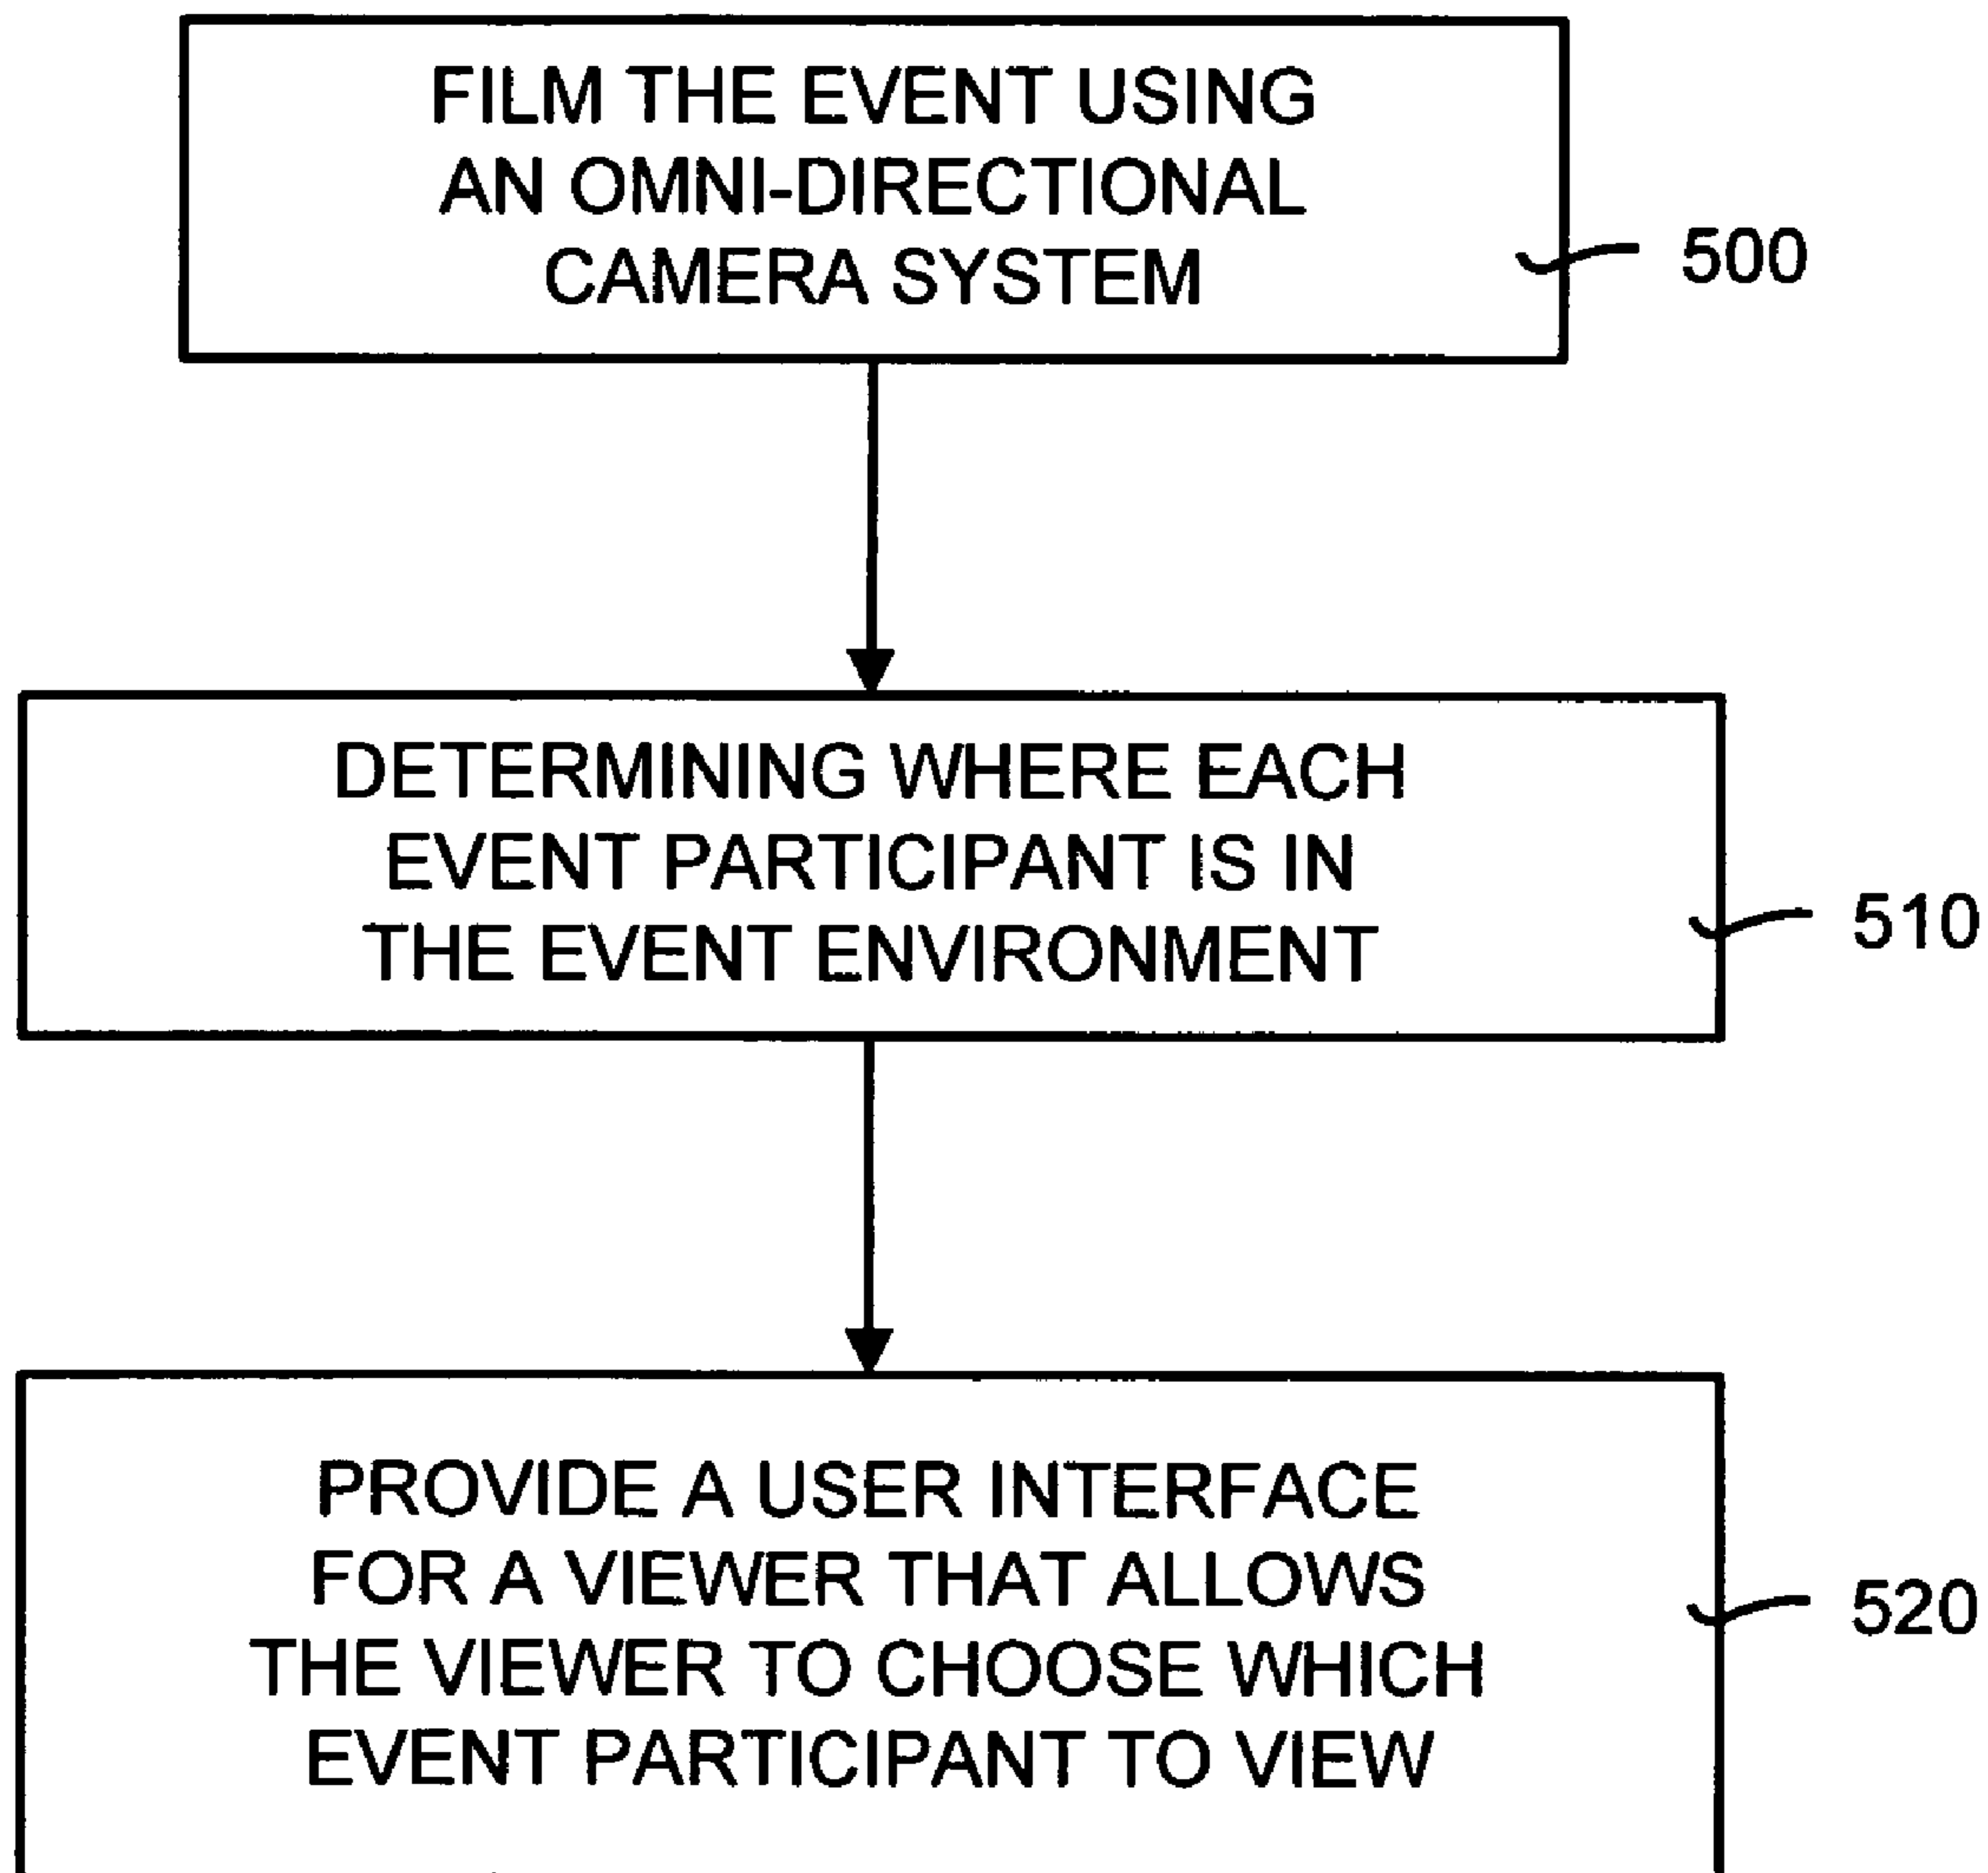 FILM THE EVENT USING
AN OMNI-DIRECTIONAL
CAMERA SYSTEM
500
DETERMINING WHERE EACH
EVENT PARTICIPANT IS IN
THE EVENT ENVIRONMENT
510
PROVIDE A USER INTERFACE
FOR A VIEWER THAT ALLOWS
THE VIEWER TO CHOOSE WHICH
EVENT PARTICIPANT TO VIEW
520